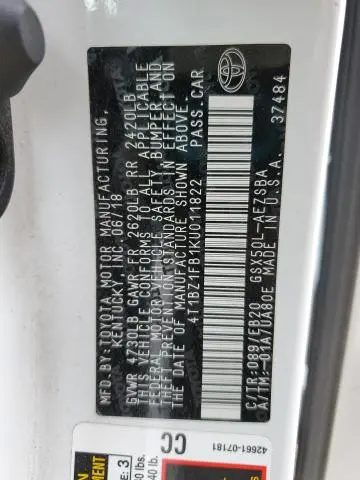 MFD. BY: TOYOTA MOTOR MANUFACTURING,
KENTUCKY, INC. 06/18
GVWR 4730LB GAWR FR 2620LB RR 2420LB
THIS VEHICLE CONFORMS TO ALL APPLICABLE
FEDERAL MOTOR VEHICLE SAFETY, BUMPER AND
THEFT PREVENTION STANDARDS IN EFFECT ON
THE DATE OF MANUFACTURE SHOWN ABOVE.
4T1BZ1FB1KU011822 PASS.CAR
C/TR:089/EB20 GSX50L-AEZSBA
A/TM:-01A/UA80E MADE IN U.S.A.
37484
42661-07181
CC